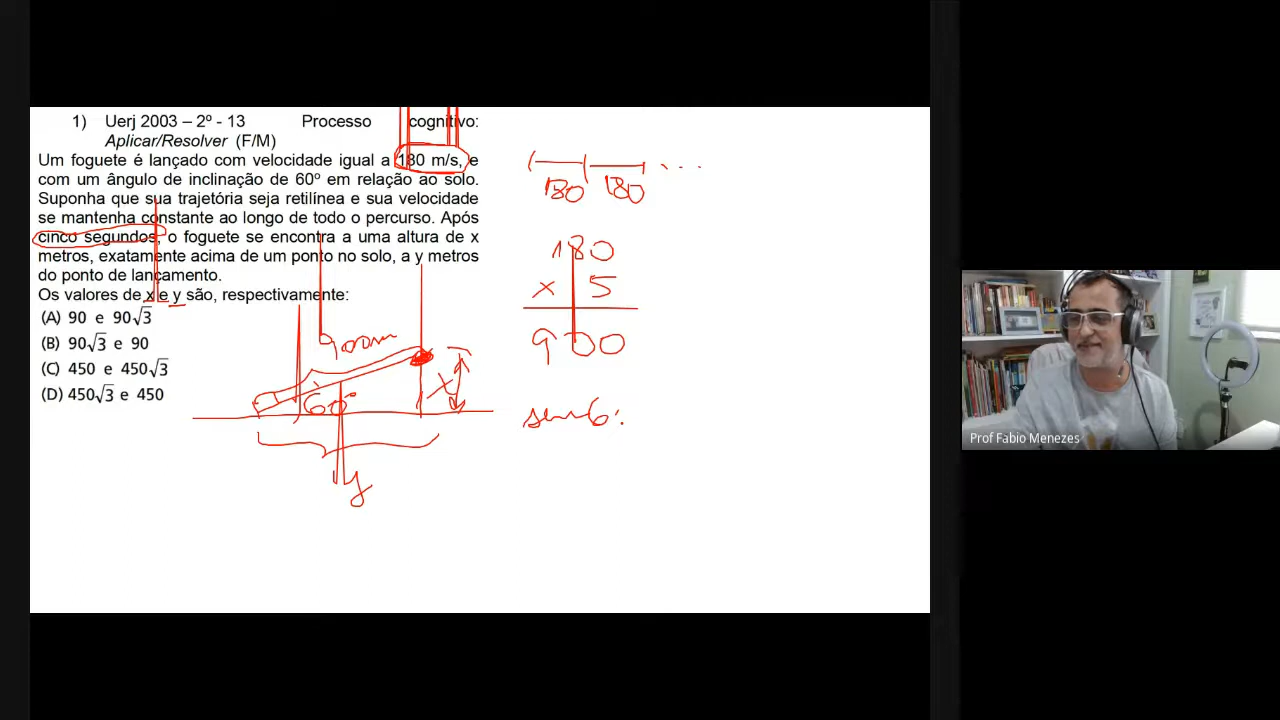 1) Uerj 2003 – 2º - 13 Processo cognitivo:
Aplicar/Resolver (F/M)
Um foguete é lançado com velocidade igual a 180 m/s, e
com um ângulo de inclinação de 60º em relação ao solo.
Suponha que sua trajetória seja retilínea e sua velocidade
se mantenha constante ao longo de todo o percurso. Após
cinco segundos, o foguete se encontra a uma altura de x
metros, exatamente acima de um ponto no solo, a y metros
do ponto de lançamento.
Os valores de x e y são, respectivamente:
(A) 90 e 90√3
(B) 90√3 e 90
(C) 450 e 450√3
(D) 450√3 e 450
900m
60°
x
y
180 180 ...
180
x 5
900
sen 6
Prof Fabio Menezes